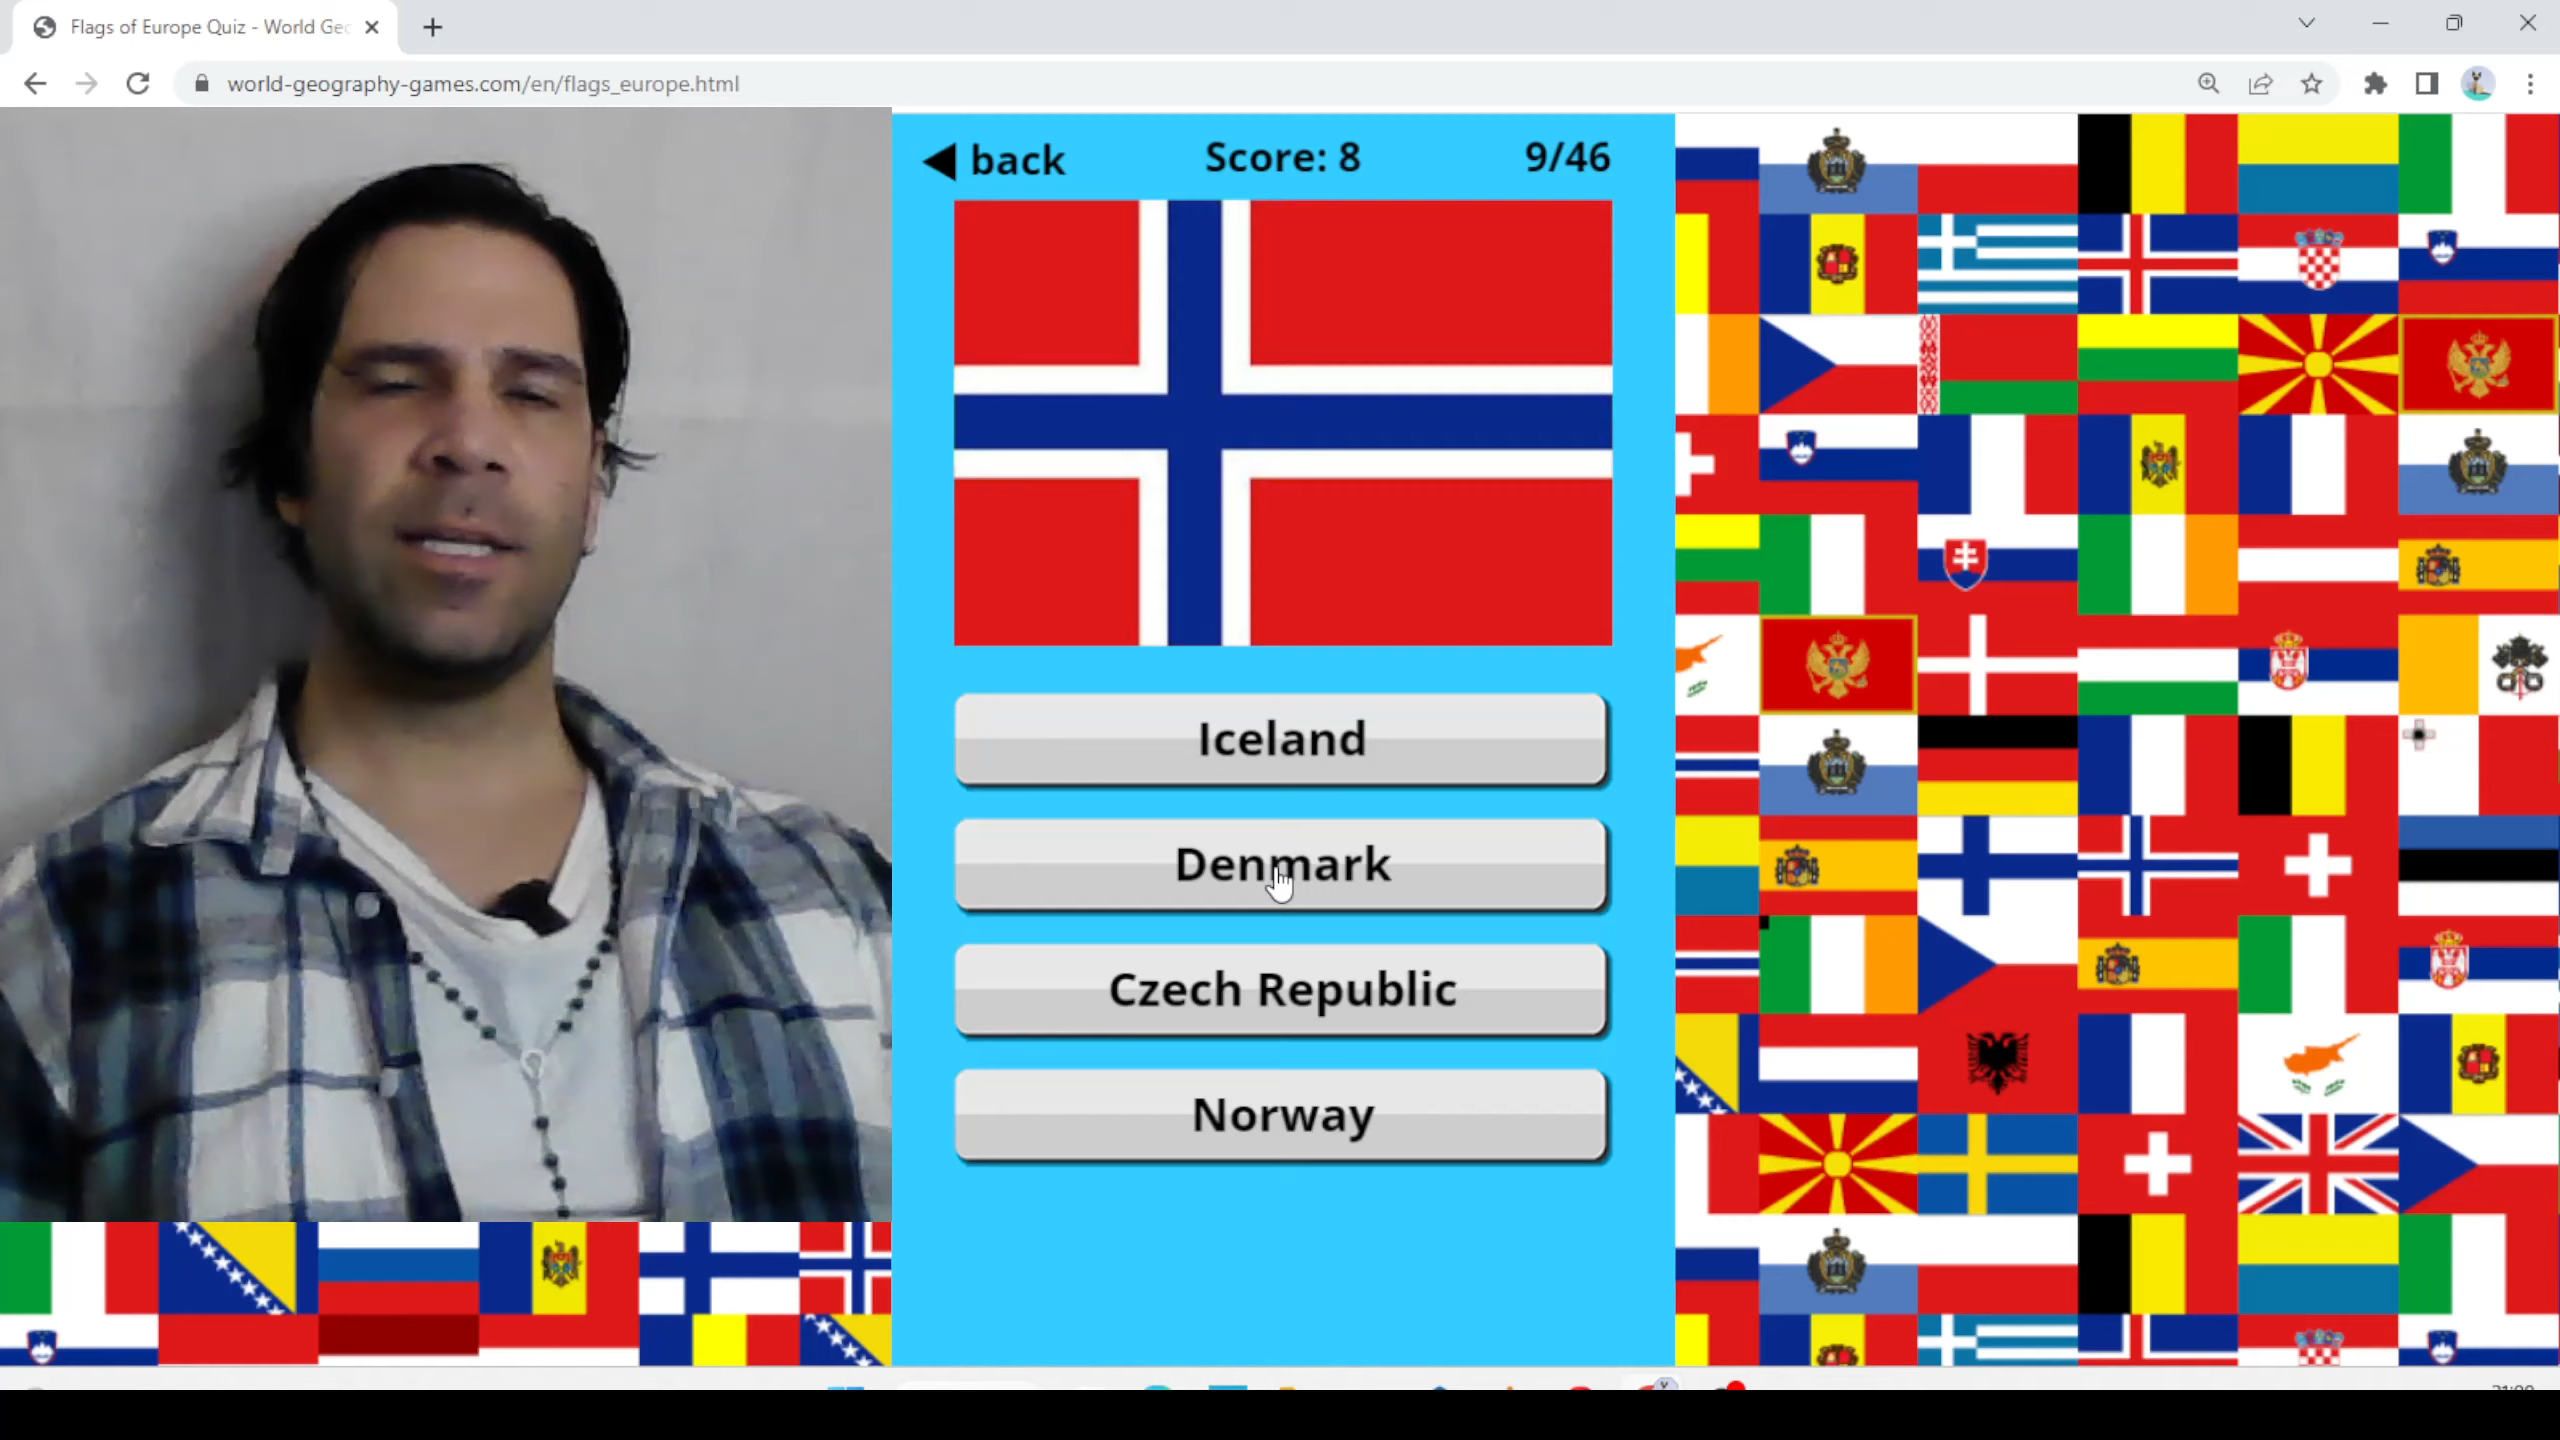 Flags of Europe Quiz - World Geo
world-geography-games.com/en/flags_europe.html
back
Score: 8
9/46
Iceland
Denmark
Czech Republic
Norway